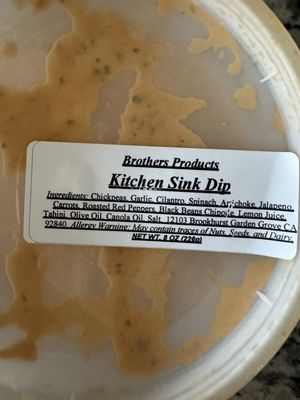 Brothers Products
Kitchen Sink Dip
Ingredients: Chickpeas, Garlic, Cilantro, Spinach, Artichoke, Jalapeno,
Carrots, Roasted Red Peppers, Black Beans Chipotle, Lemon Juice,
Tahini, Olive Oil, Canola Oil, Salt. 12103 Brookhurst Garden Grove CA
92840. Allergy Warning: May contain traces of Nuts, Seeds, and Dairy.
NET WT. 8 OZ (226g)